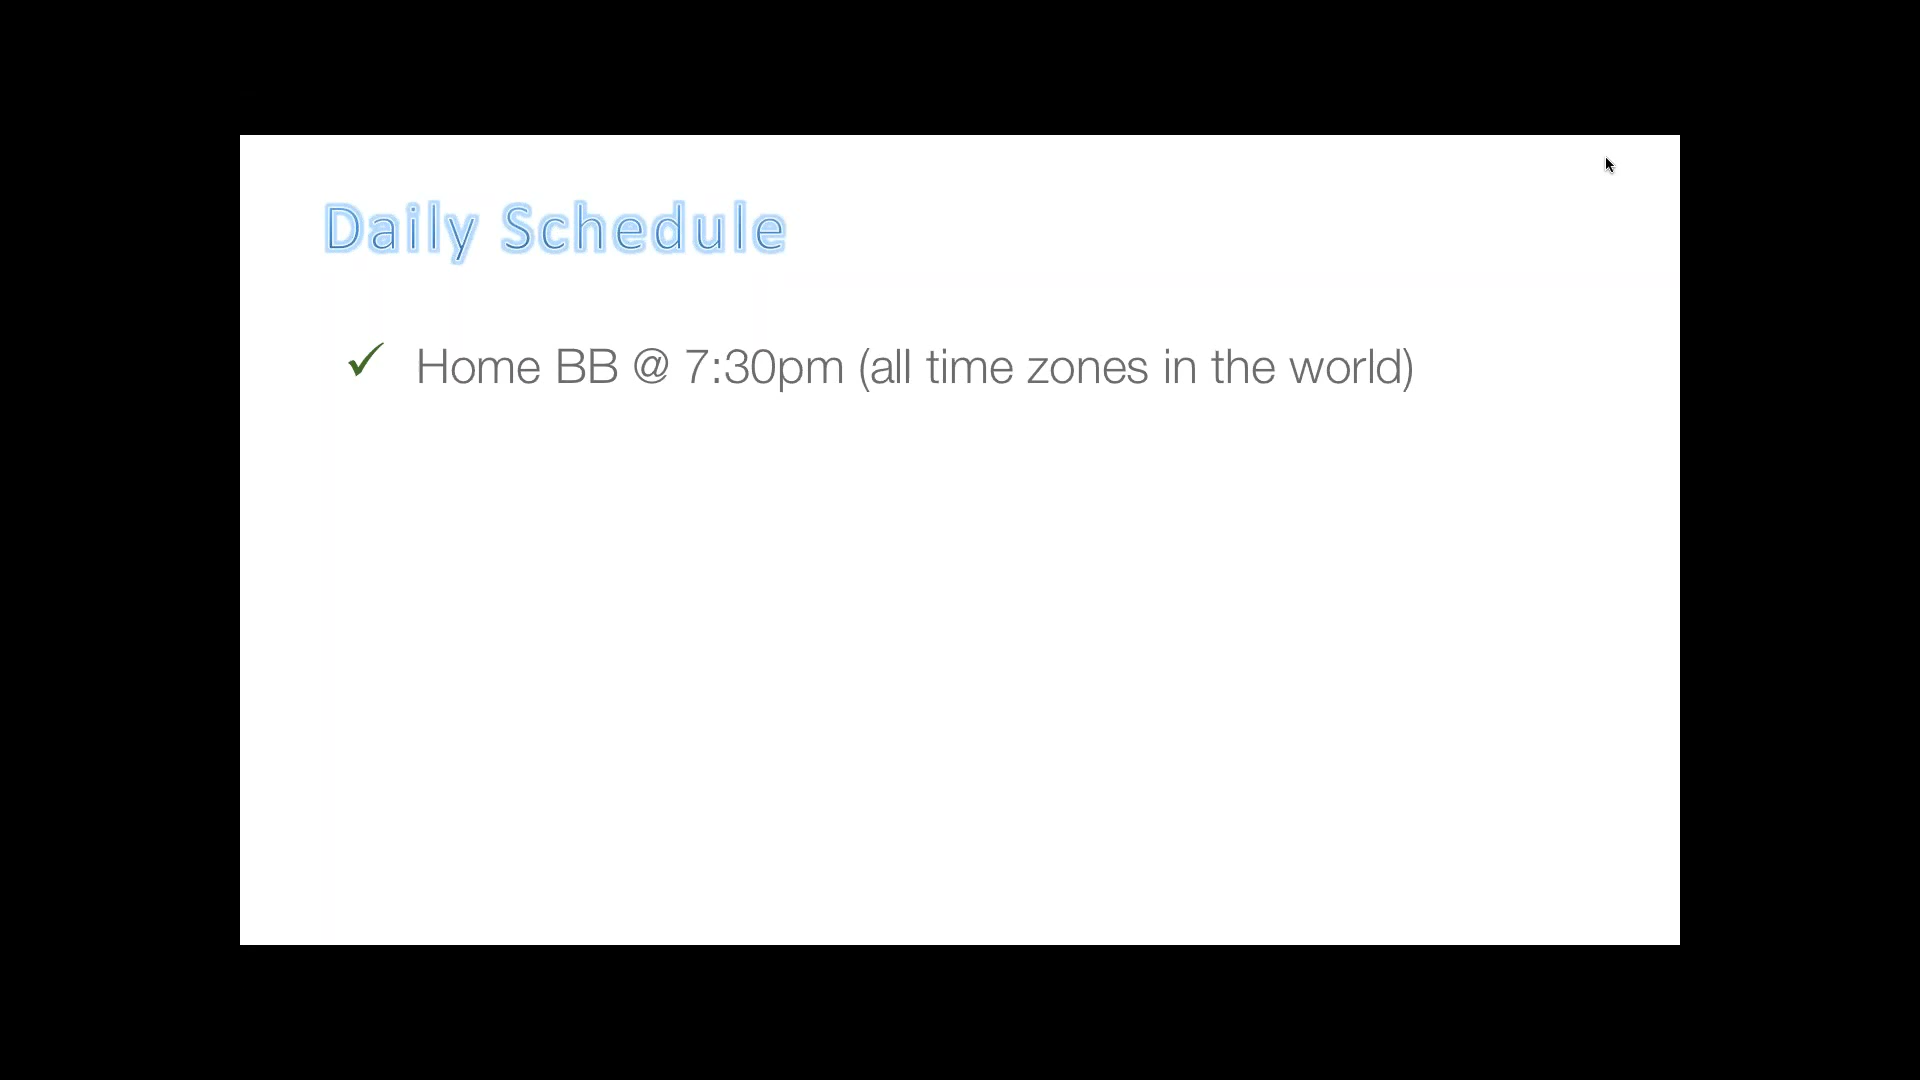 Daily Schedule
✓ Home BB @ 7:30pm (all time zones in the world)